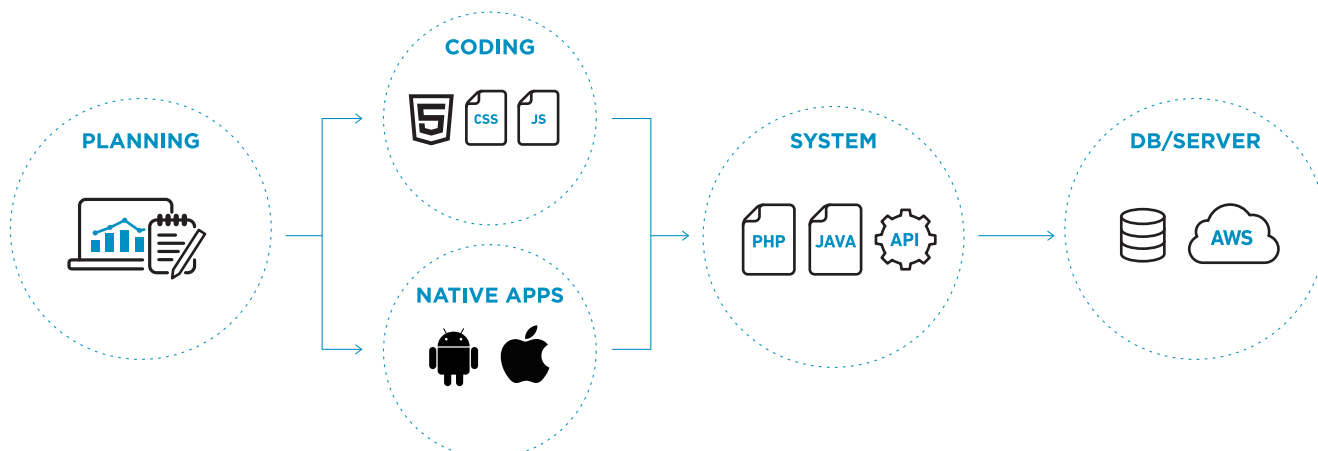 PLANNING
CODING
CSS
JS
NATIVE APPS
SYSTEM
PHP
JAVA
API
DB/SERVER
AWS